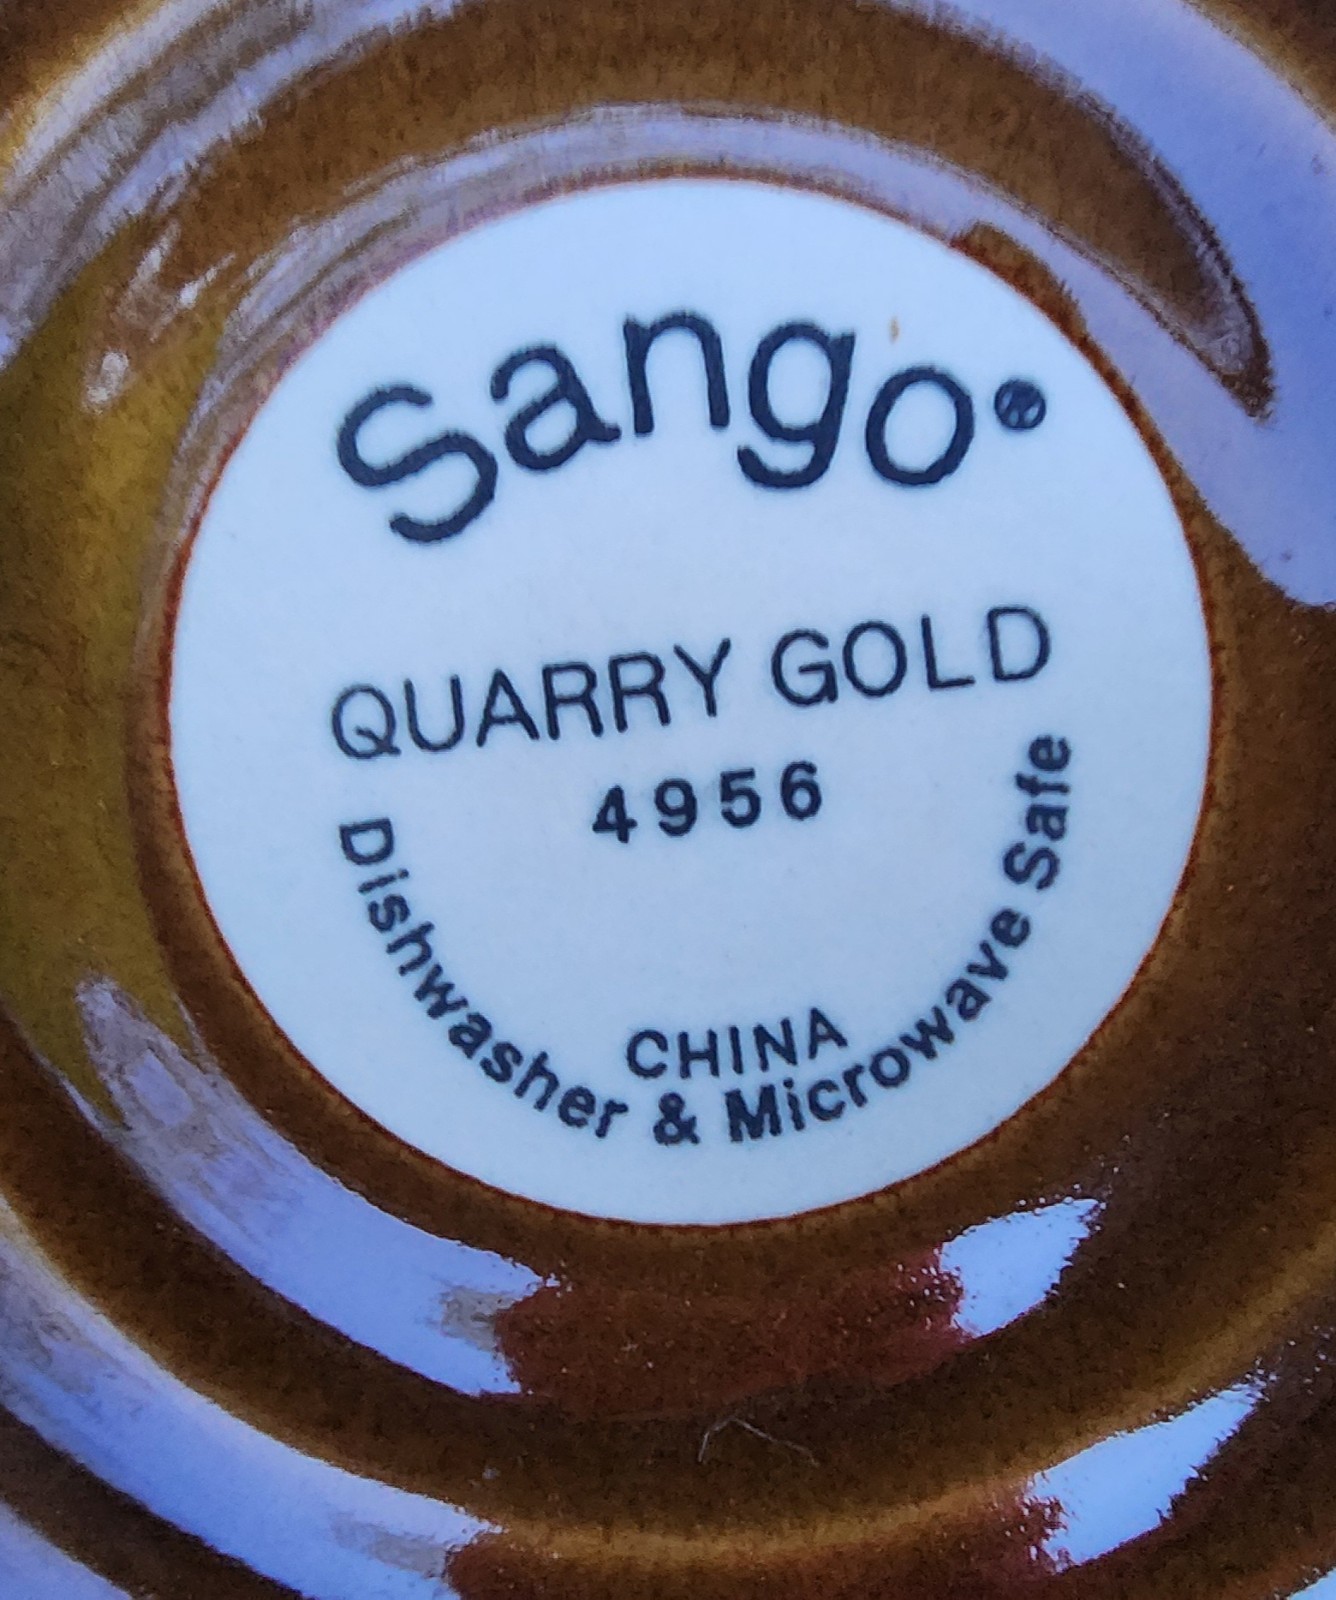 Sango®
QUARRY GOLD
4956
CHINA
Dishwasher & Microwave Safe